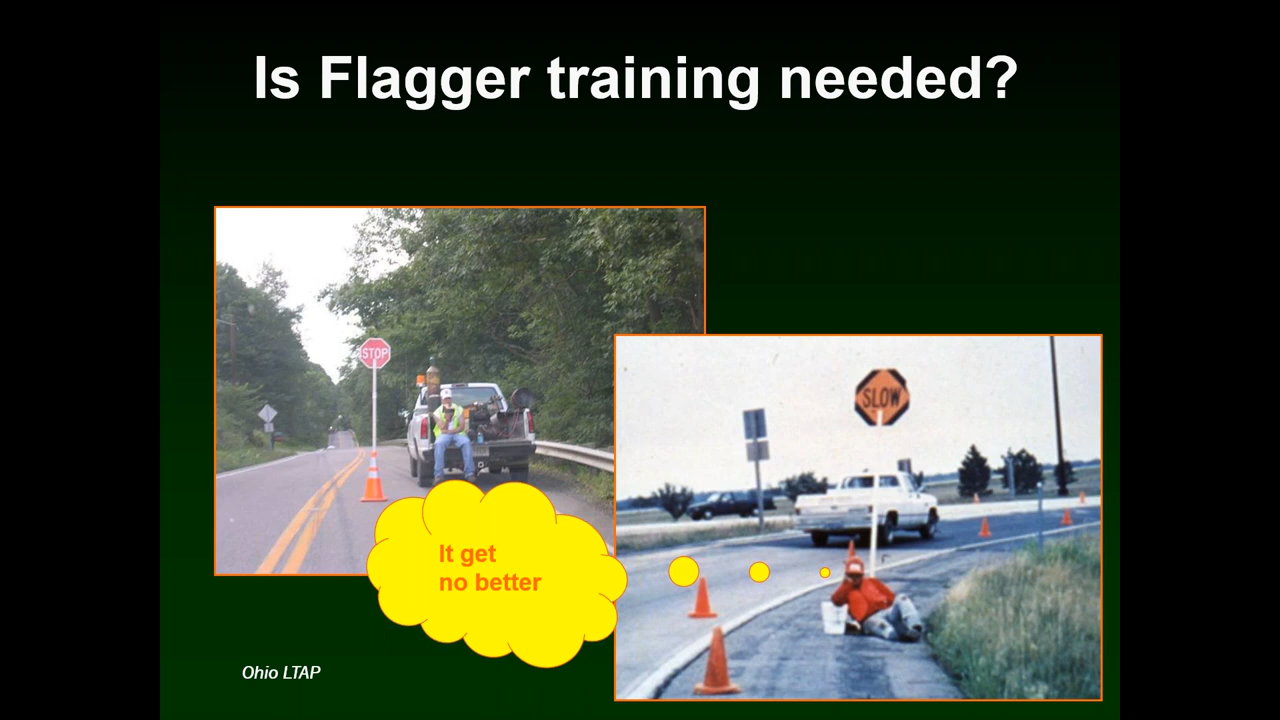 Is Flagger training needed?
STOP
SLOW
It get
no better
Ohio LTAP